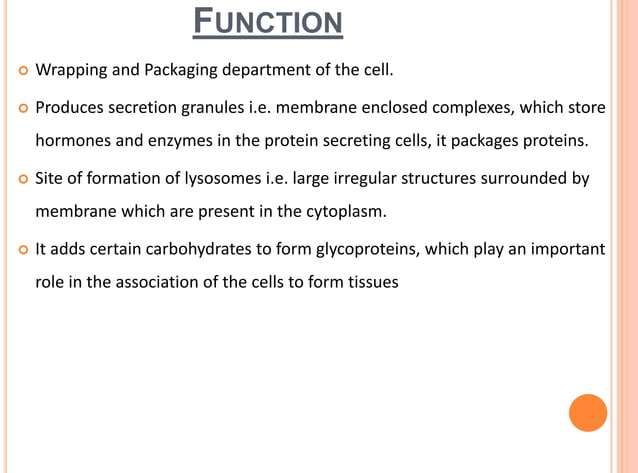 FUNCTION
Wrapping and Packaging department of the cell.
Produces secretion granules i.e. membrane enclosed complexes, which store
hormones and enzymes in the protein secreting cells, it packages proteins.
Site of formation of lysosomes i.e. large irregular structures surrounded by
membrane which are present in the cytoplasm.
It adds certain carbohydrates to form glycoproteins, which play an important
role in the association of the cells to form tissues